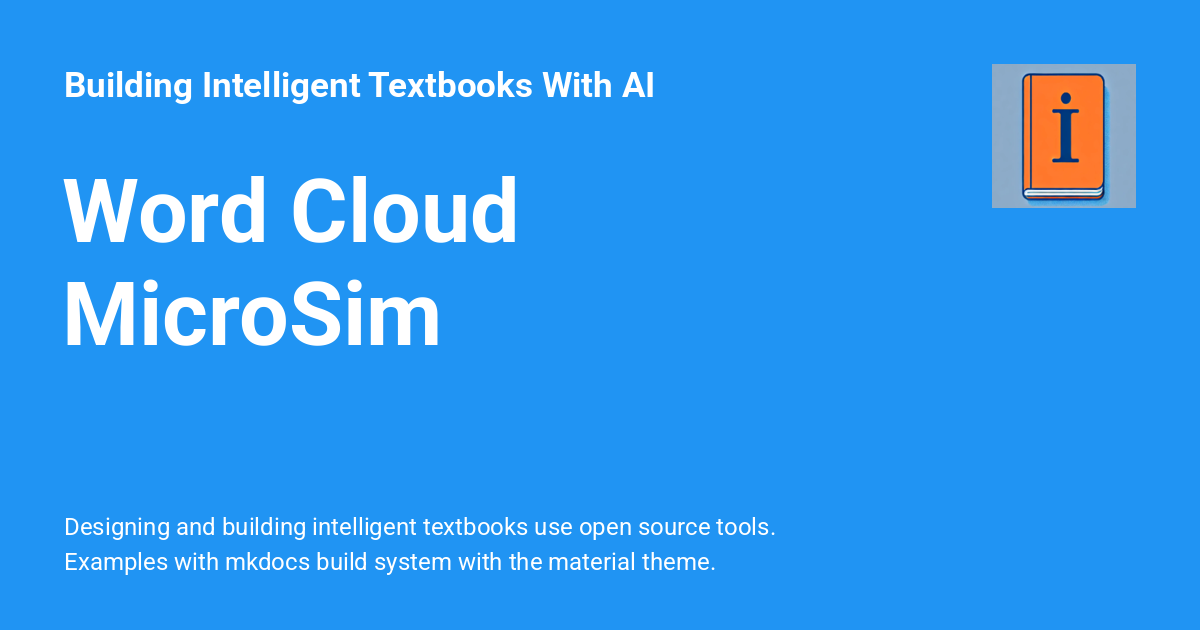 Building Intelligent Textbooks With AI
i
Word Cloud
MicroSim
Designing and building intelligent textbooks use open source tools.
Examples with mkdocs build system with the material theme.